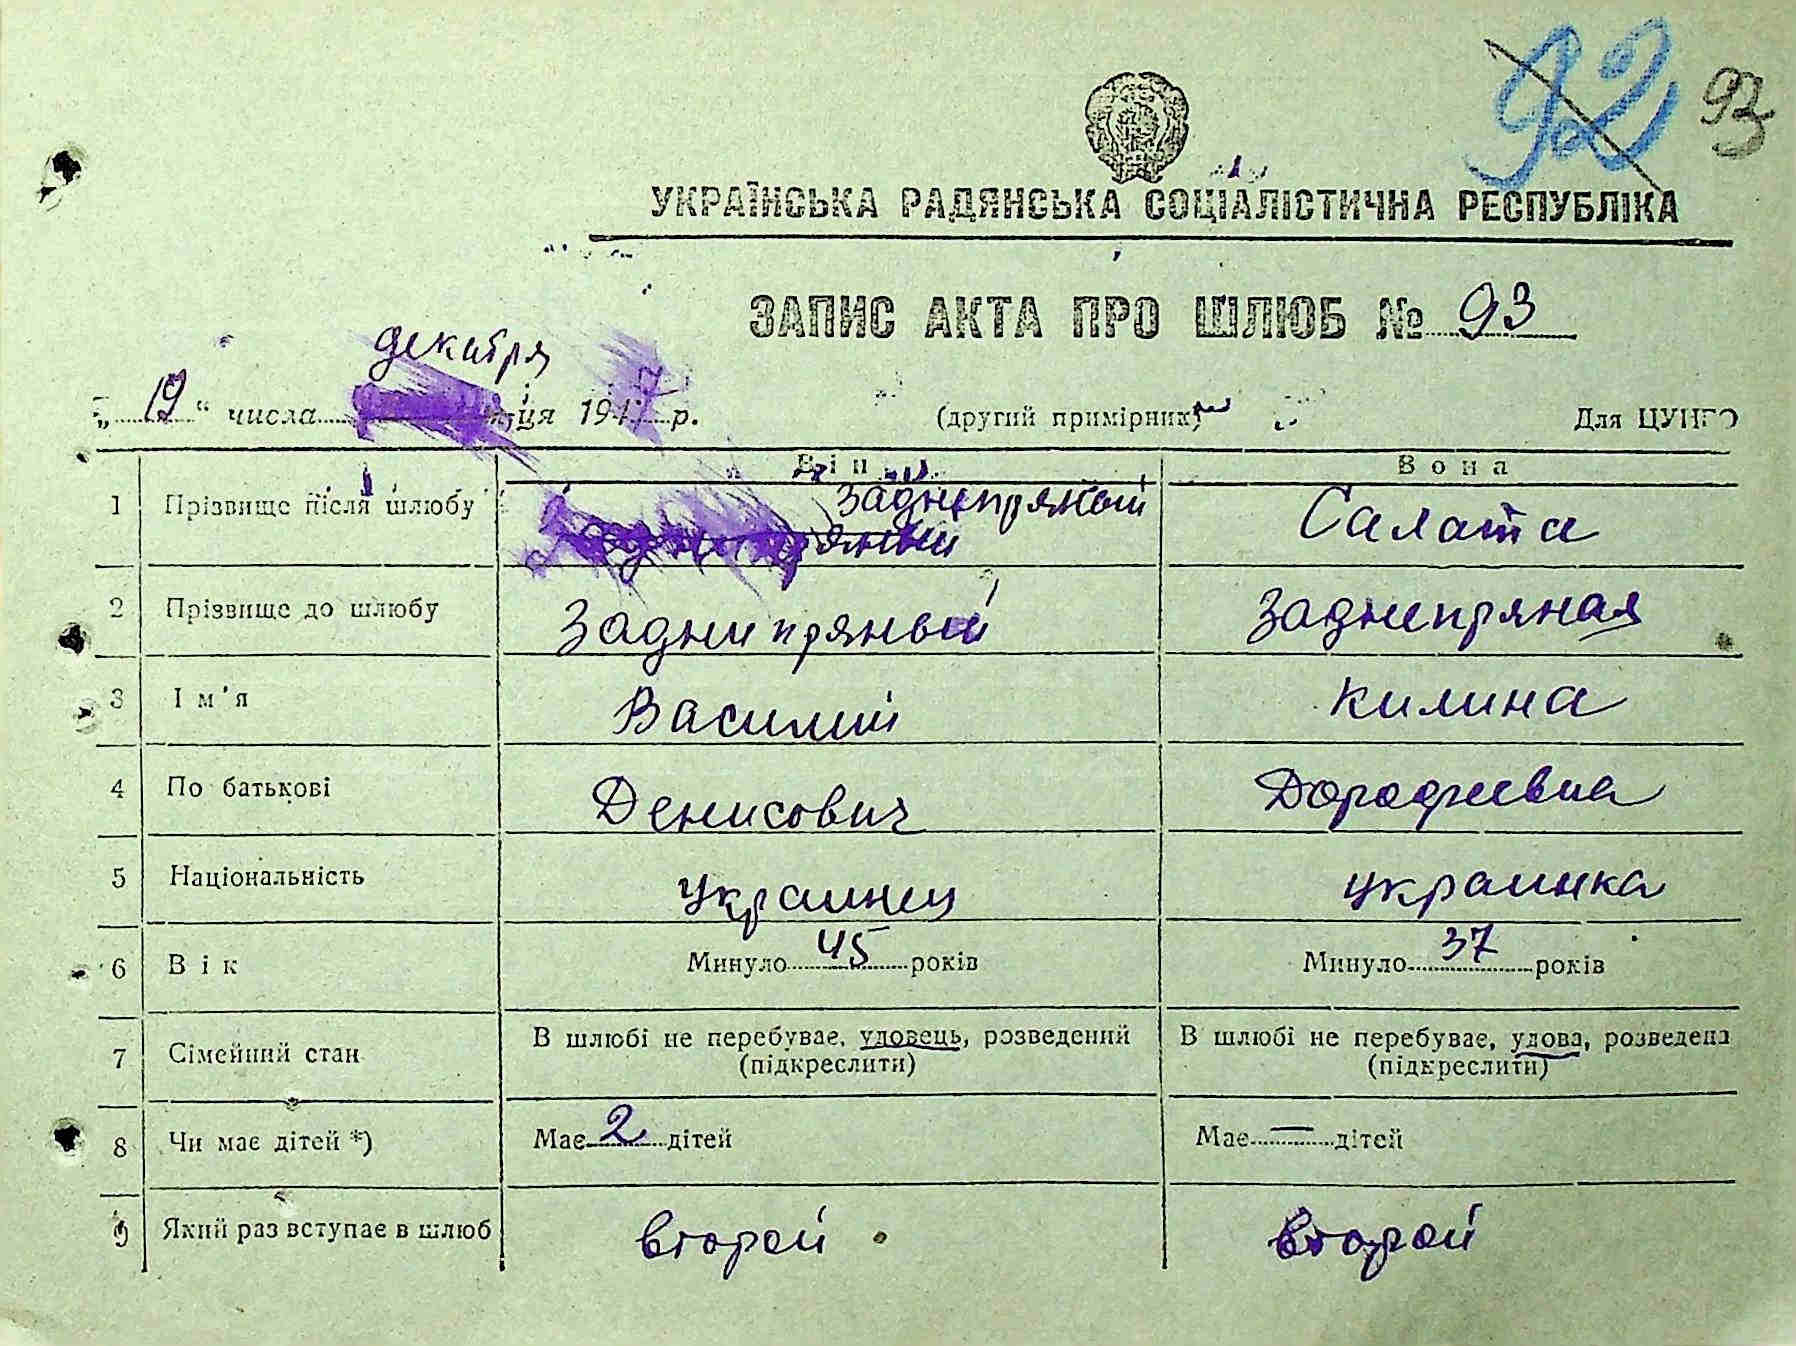 92 93
УКРАЇНСЬКА РАДЯНСЬКА СОЦІАЛІСТИЧНА РЕСПУБЛІКА
ЗАПИС АКТА ПРО ШЛЮБ № 93
декабря
„ 19 “ числа ця 1947 р. (другий примірник) Для ЦУНГО
Він Вона
1 Прізвище після шлюбу Заднепряный Салата
2 Прізвище до шлюбу Заднипряный Заднепряная
3 Ім'я Василий Килина
4 По батькові Денисович Дорофеевна
5 Національність Украинец украинка
6 Вік Минуло 45 років Минуло 37 років
7 Сімейний стан В шлюбі не перебуває, удовець, розведений (підкреслити) В шлюбі не перебуває, удова, розведена (підкреслити)
8 Чи має дітей *) Має 2 дітей Має — дітей
9 Який раз вступає в шлюб второй второй